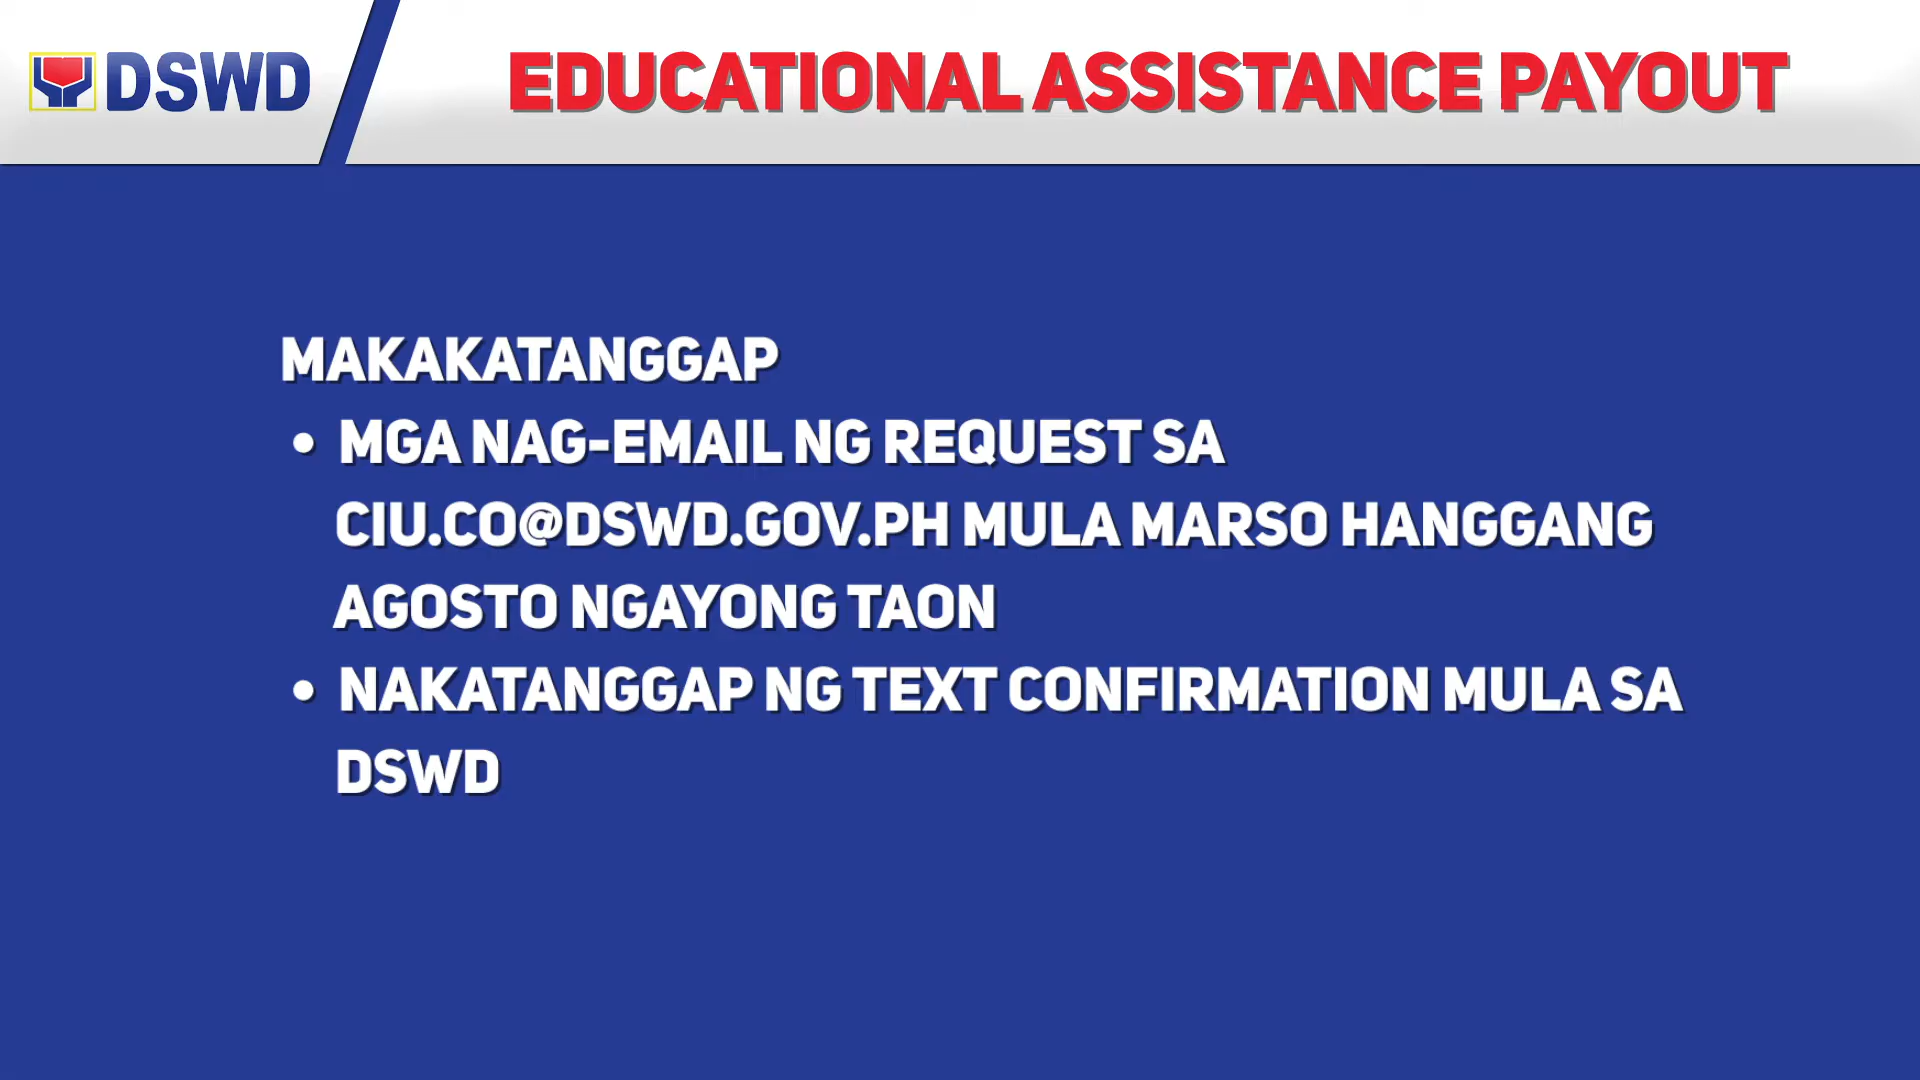 DSWD
EDUCATIONAL ASSISTANCE PAYOUT
MAKAKATANGGAP
• MGA NAG-EMAIL NG REQUEST SA
CIU.CO@DSWD.GOV.PH MULA MARSO HANGGANG
AGOSTO NGAYONG TAON
• NAKATANGGAP NG TEXT CONFIRMATION MULA SA
DSWD